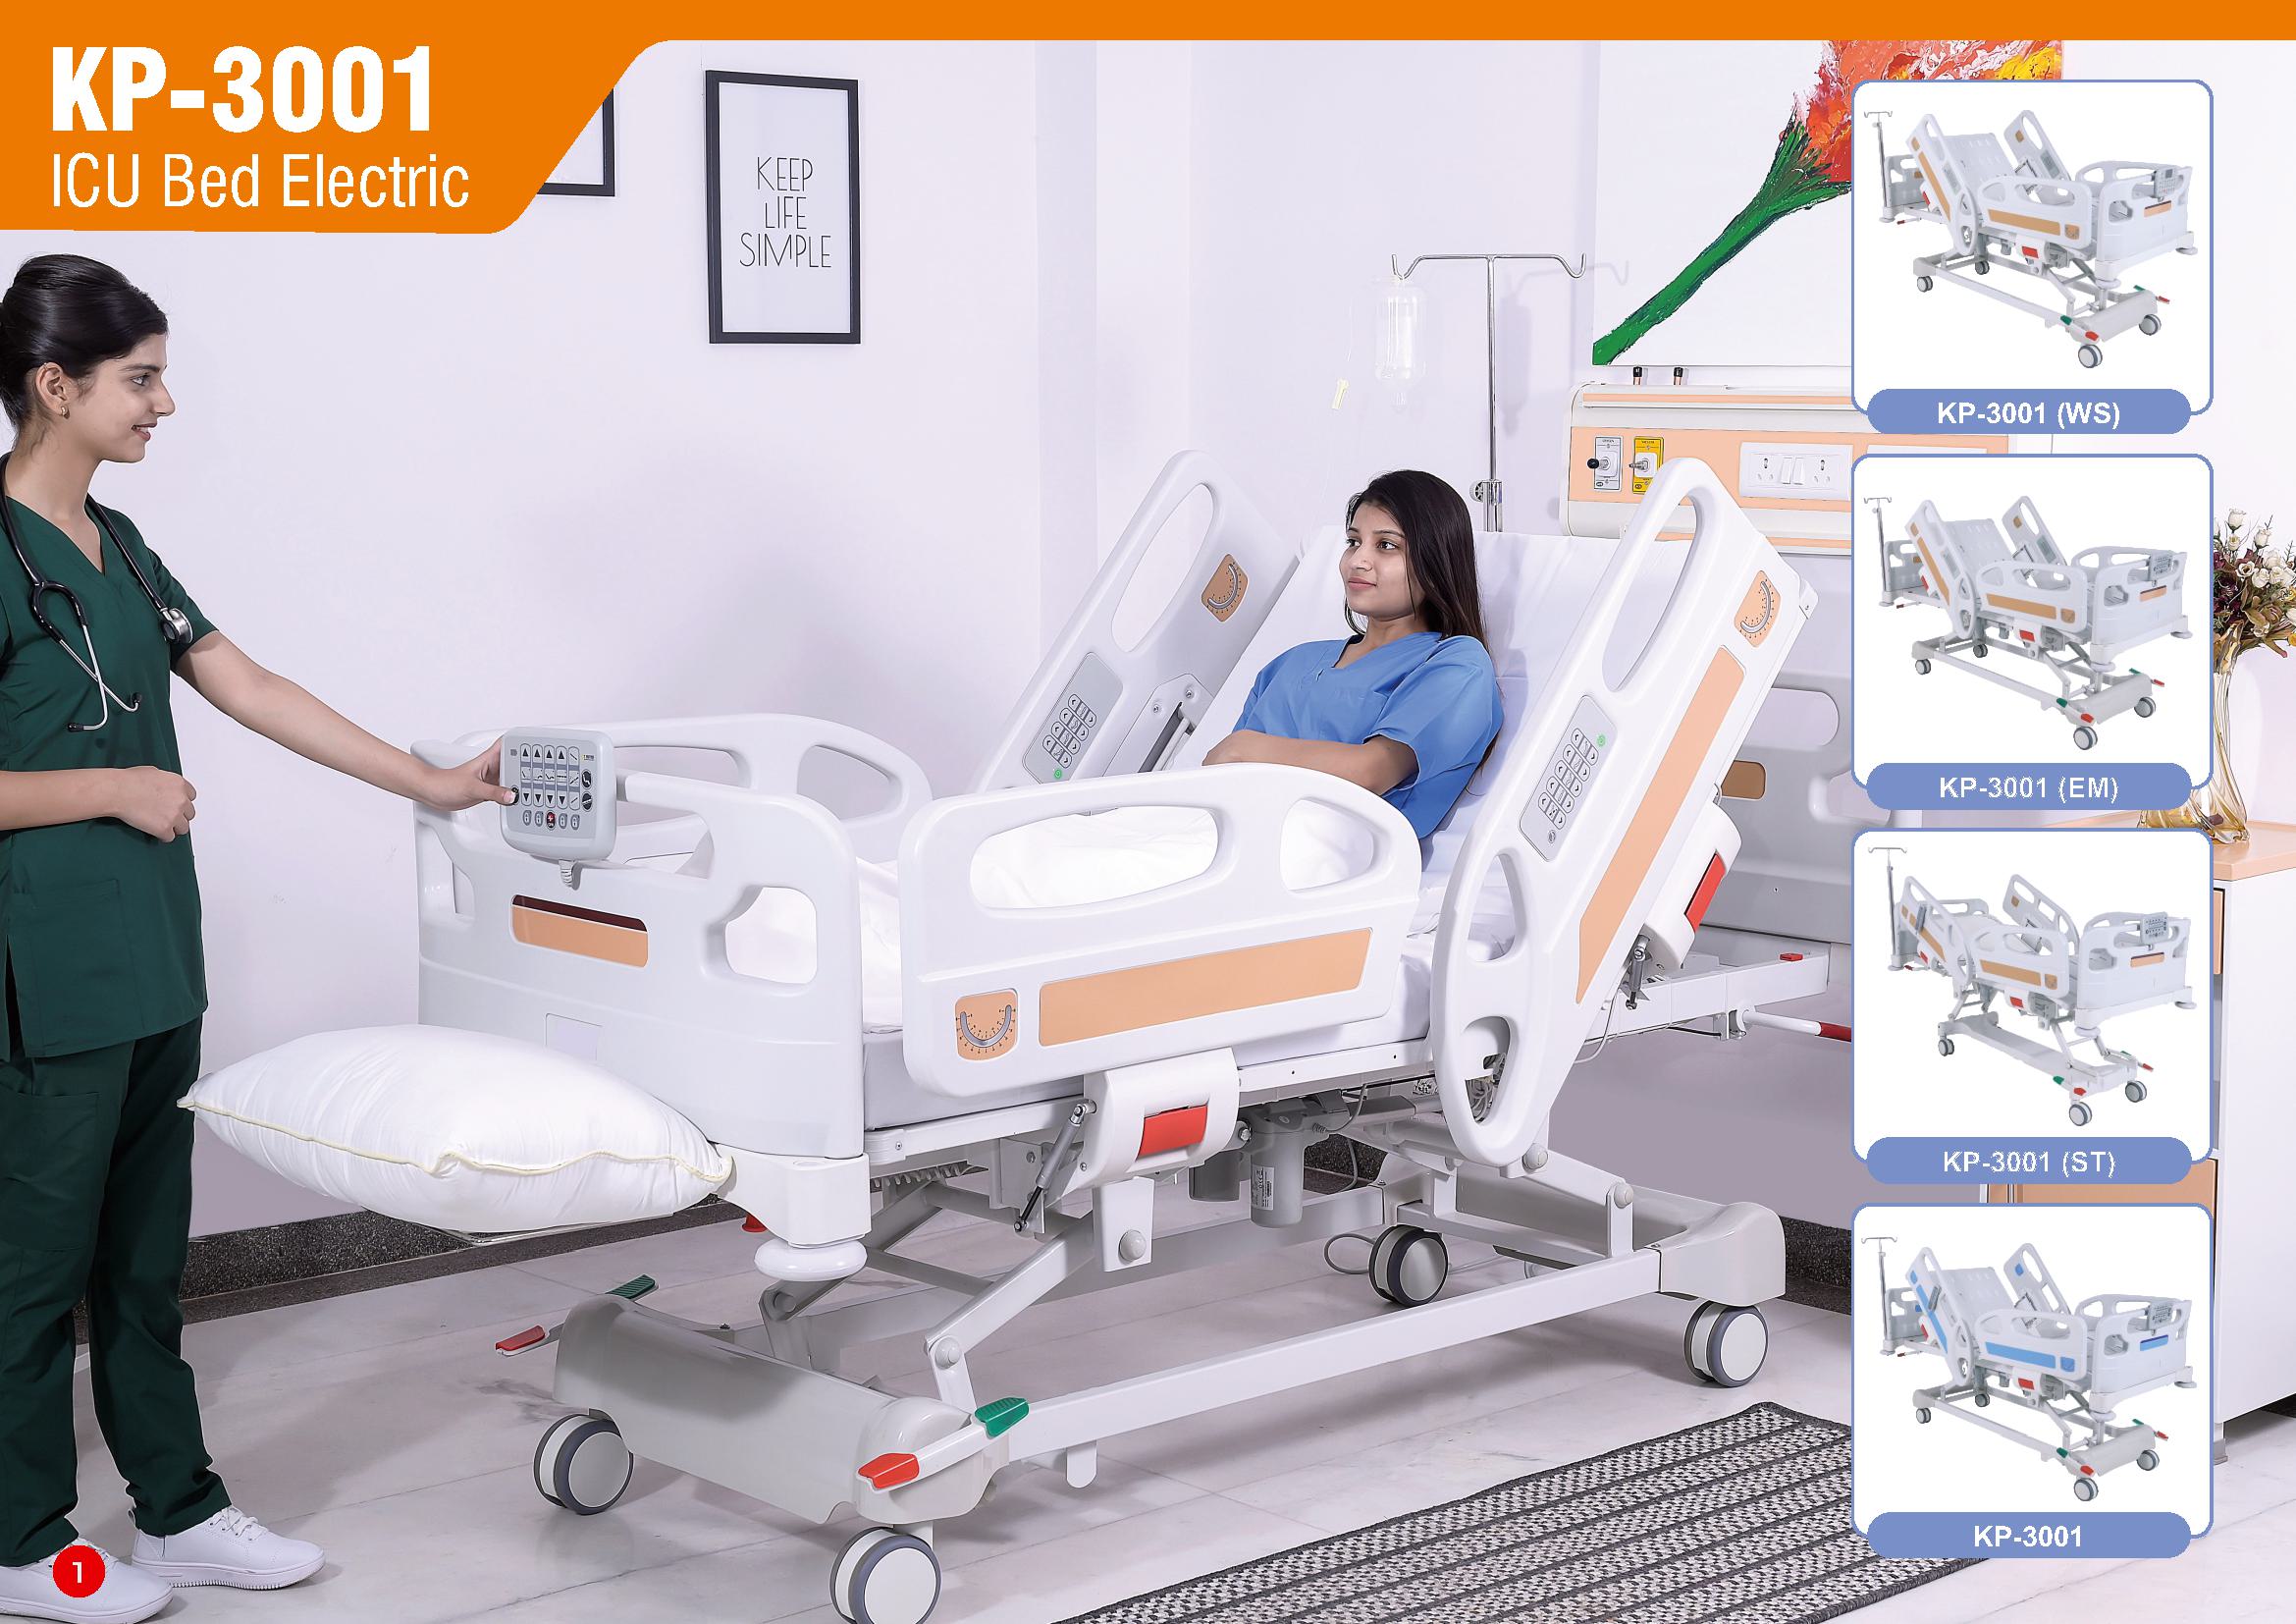 KP-3001
ICU Bed Electric
KEEP
LIFE
SIMPLE
KP-3001 (WS)
KP-3001 (EM)
KP-3001 (ST)
KP-3001
1